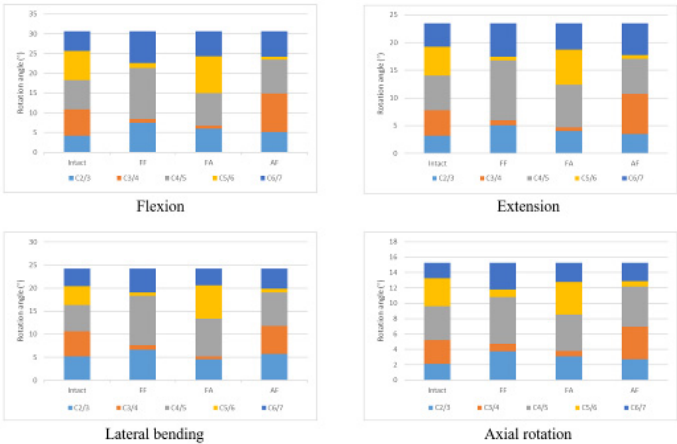 35
30
25
20
15
10
5
0
Rotation angle (°)
Intact FF FA AF
C2/3 C3/4 C4/5 C5/6 C6/7
Flexion
25
20
15
10
5
0
Rotation angle (°)
Intact FF FA AF
C2/3 C3/4 C4/5 C5/6 C6/7
Extension
30
25
20
15
10
5
0
Rotation angle (°)
Intact FF FA AF
C2/3 C3/4 C4/5 C5/6 C6/7
Lateral bending
18
16
14
12
10
8
6
4
2
0
Rotation angle (°)
Intact FF FA AF
C2/3 C3/4 C4/5 C5/6 C6/7
Axial rotation